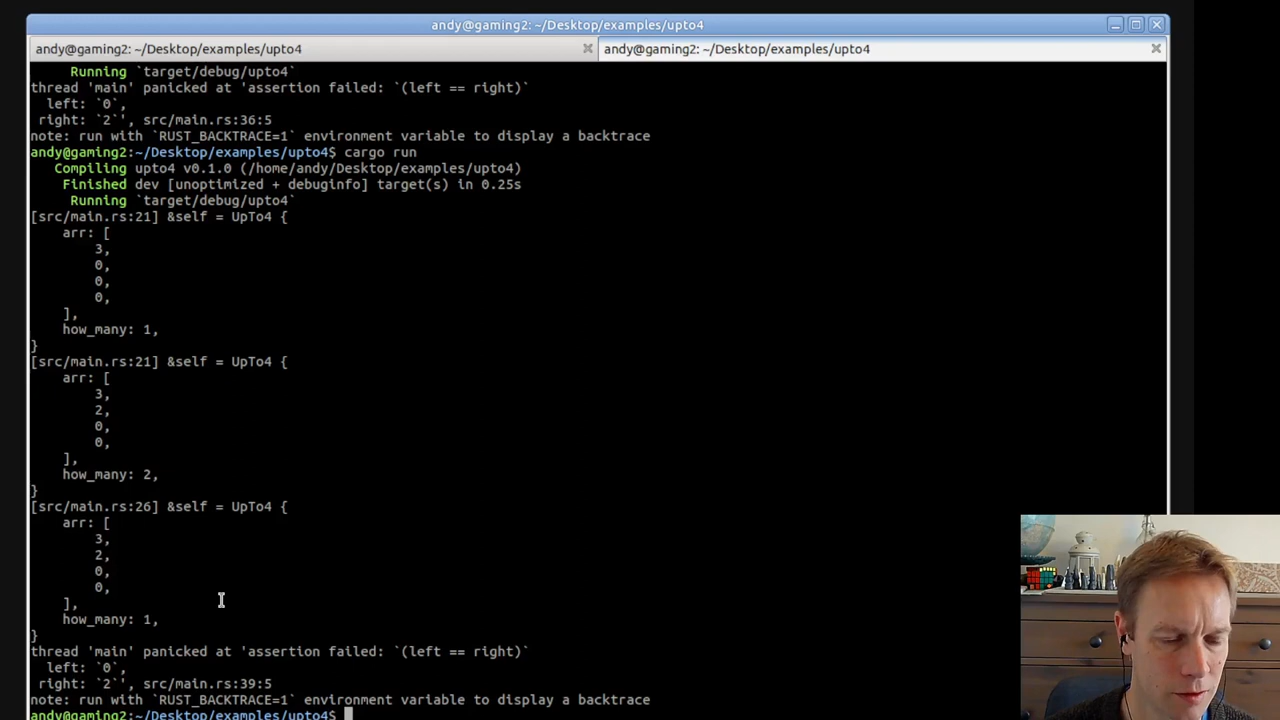 andy@gaming2: ~/Desktop/examples/upto4
andy@gaming2: ~/Desktop/examples/upto4
andy@gaming2: ~/Desktop/examples/upto4
     Running `target/debug/upto4`
thread 'main' panicked at 'assertion failed: `(left == right)`
  left: `0`,
 right: `2`', src/main.rs:36:5
note: run with `RUST_BACKTRACE=1` environment variable to display a backtrace
andy@gaming2:~/Desktop/examples/upto4$ cargo run
   Compiling upto4 v0.1.0 (/home/andy/Desktop/examples/upto4)
    Finished dev [unoptimized + debuginfo] target(s) in 0.25s
     Running `target/debug/upto4`
[src/main.rs:21] &self = UpTo4 {
    arr: [
        3,
        0,
        0,
        0,
    ],
    how_many: 1,
}
[src/main.rs:21] &self = UpTo4 {
    arr: [
        3,
        2,
        0,
        0,
    ],
    how_many: 2,
}
[src/main.rs:26] &self = UpTo4 {
    arr: [
        3,
        2,
        0,
        0,
    ],
    how_many: 1,
}
thread 'main' panicked at 'assertion failed: `(left == right)`
  left: `0`,
 right: `2`', src/main.rs:39:5
note: run with `RUST_BACKTRACE=1` environment variable to display a backtrace
andy@gaming2:~/Desktop/examples/upto4$